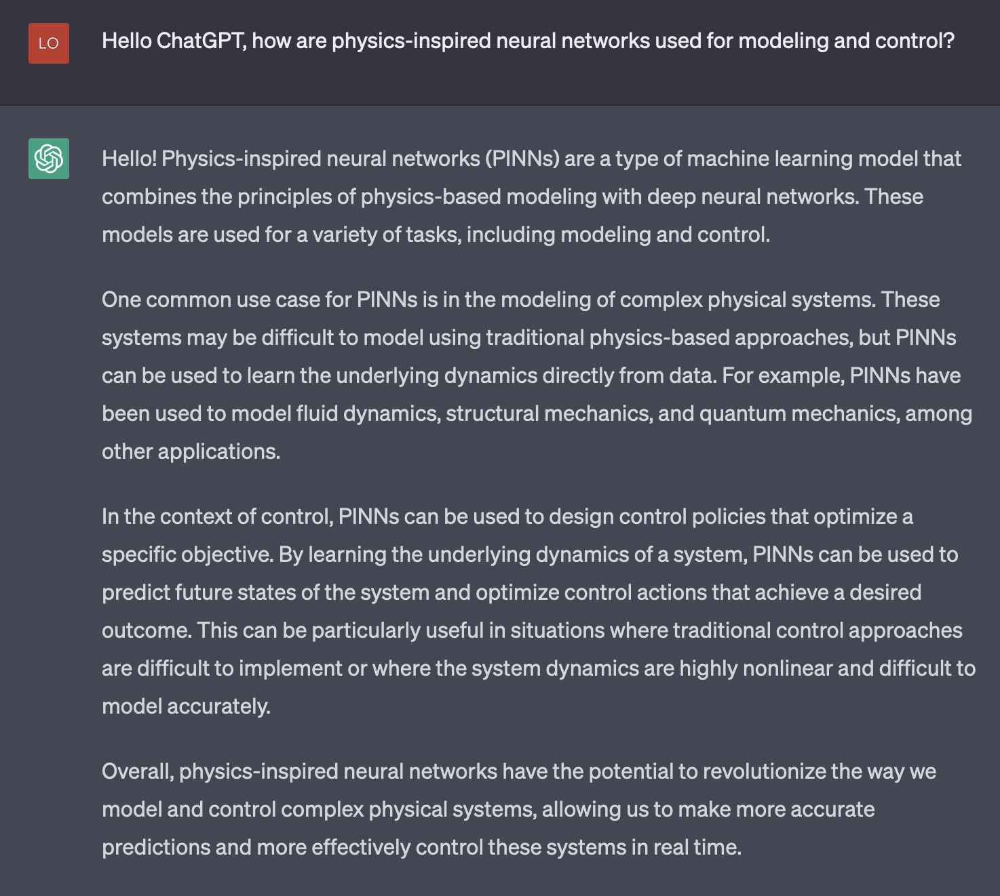 LO
Hello ChatGPT, how are physics-inspired neural networks used for modeling and control?
Hello! Physics-inspired neural networks (PINNs) are a type of machine learning model that
combines the principles of physics-based modeling with deep neural networks. These
models are used for a variety of tasks, including modeling and control.
One common use case for PINNs is in the modeling of complex physical systems. These
systems may be difficult to model using traditional physics-based approaches, but PINNs
can be used to learn the underlying dynamics directly from data. For example, PINNs have
been used to model fluid dynamics, structural mechanics, and quantum mechanics, among
other applications.
In the context of control, PINNs can be used to design control policies that optimize a
specific objective. By learning the underlying dynamics of a system, PINNs can be used to
predict future states of the system and optimize control actions that achieve a desired
outcome. This can be particularly useful in situations where traditional control approaches
are difficult to implement or where the system dynamics are highly nonlinear and difficult to
model accurately.
Overall, physics-inspired neural networks have the potential to revolutionize the way we
model and control complex physical systems, allowing us to make more accurate
predictions and more effectively control these systems in real time.